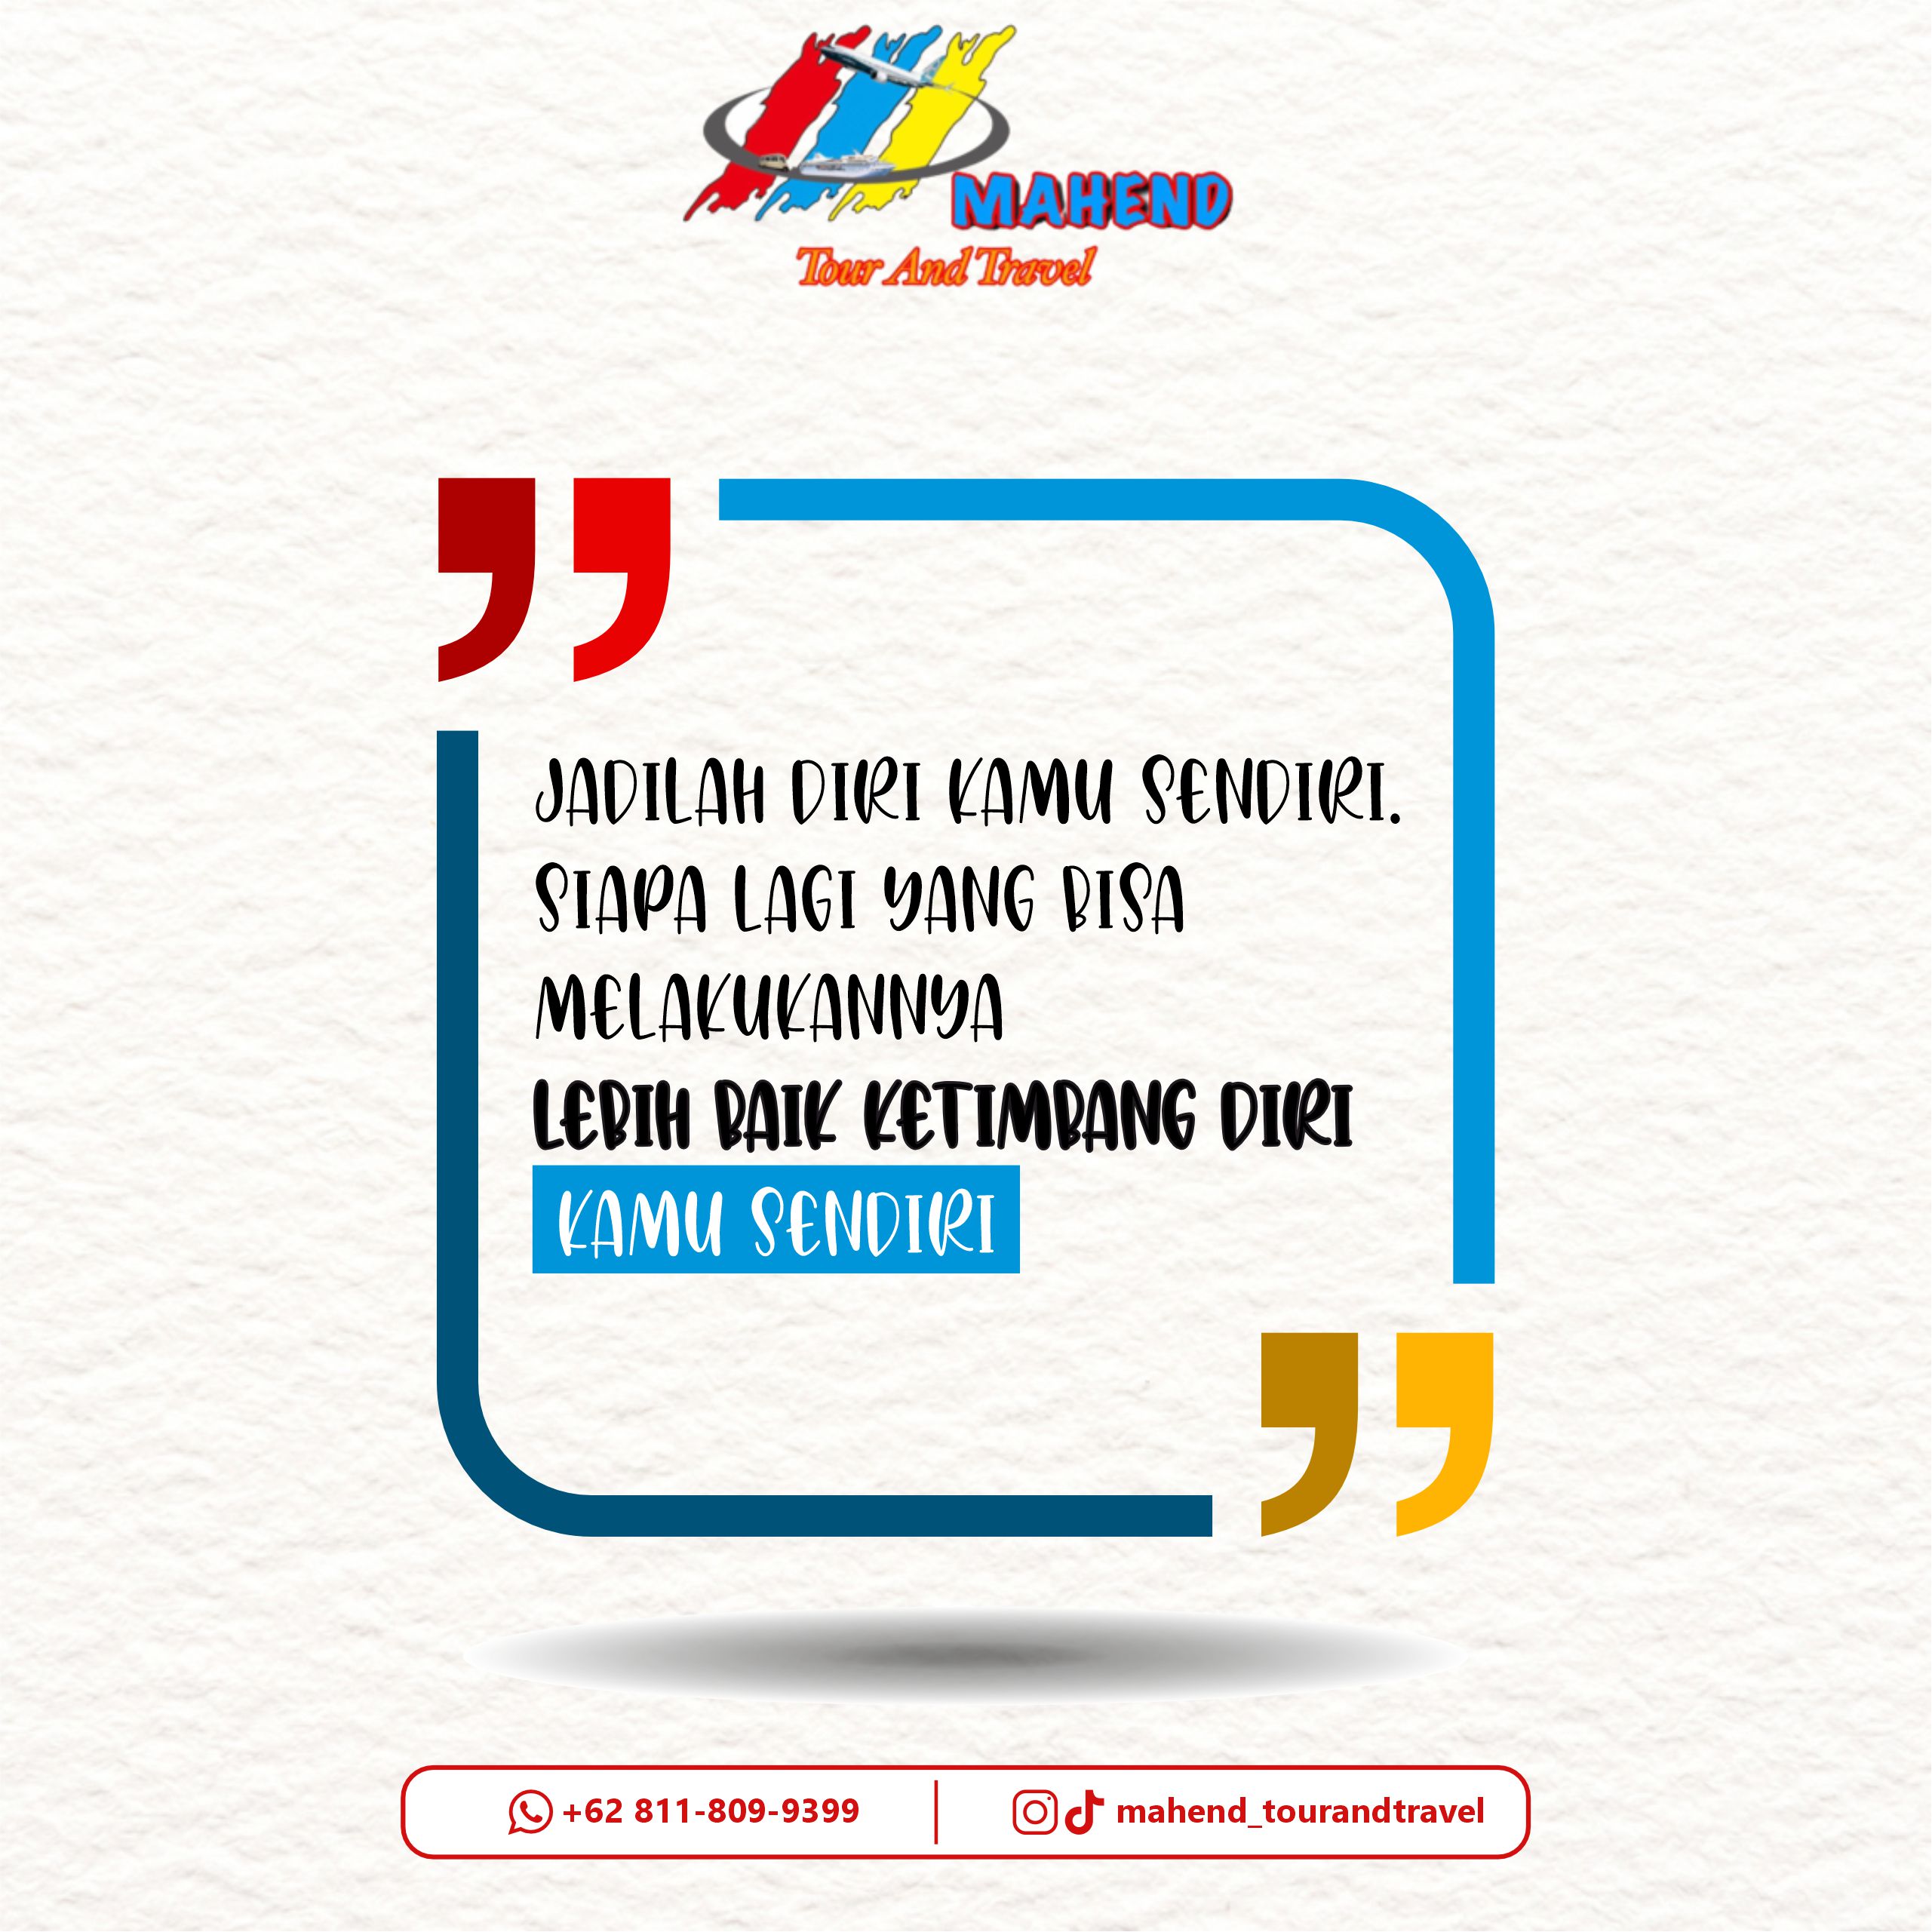 MAHEND
Tour And Travel
JADILAH DIRI KAMU SENDIRI.
SIAPA LAGI YANG BISA
MELAKUKANNYA
LEBIH BAIK KETIMBANG DIRI
KAMU SENDIRI
+62 811-809-9399
mahend_tourandtravel